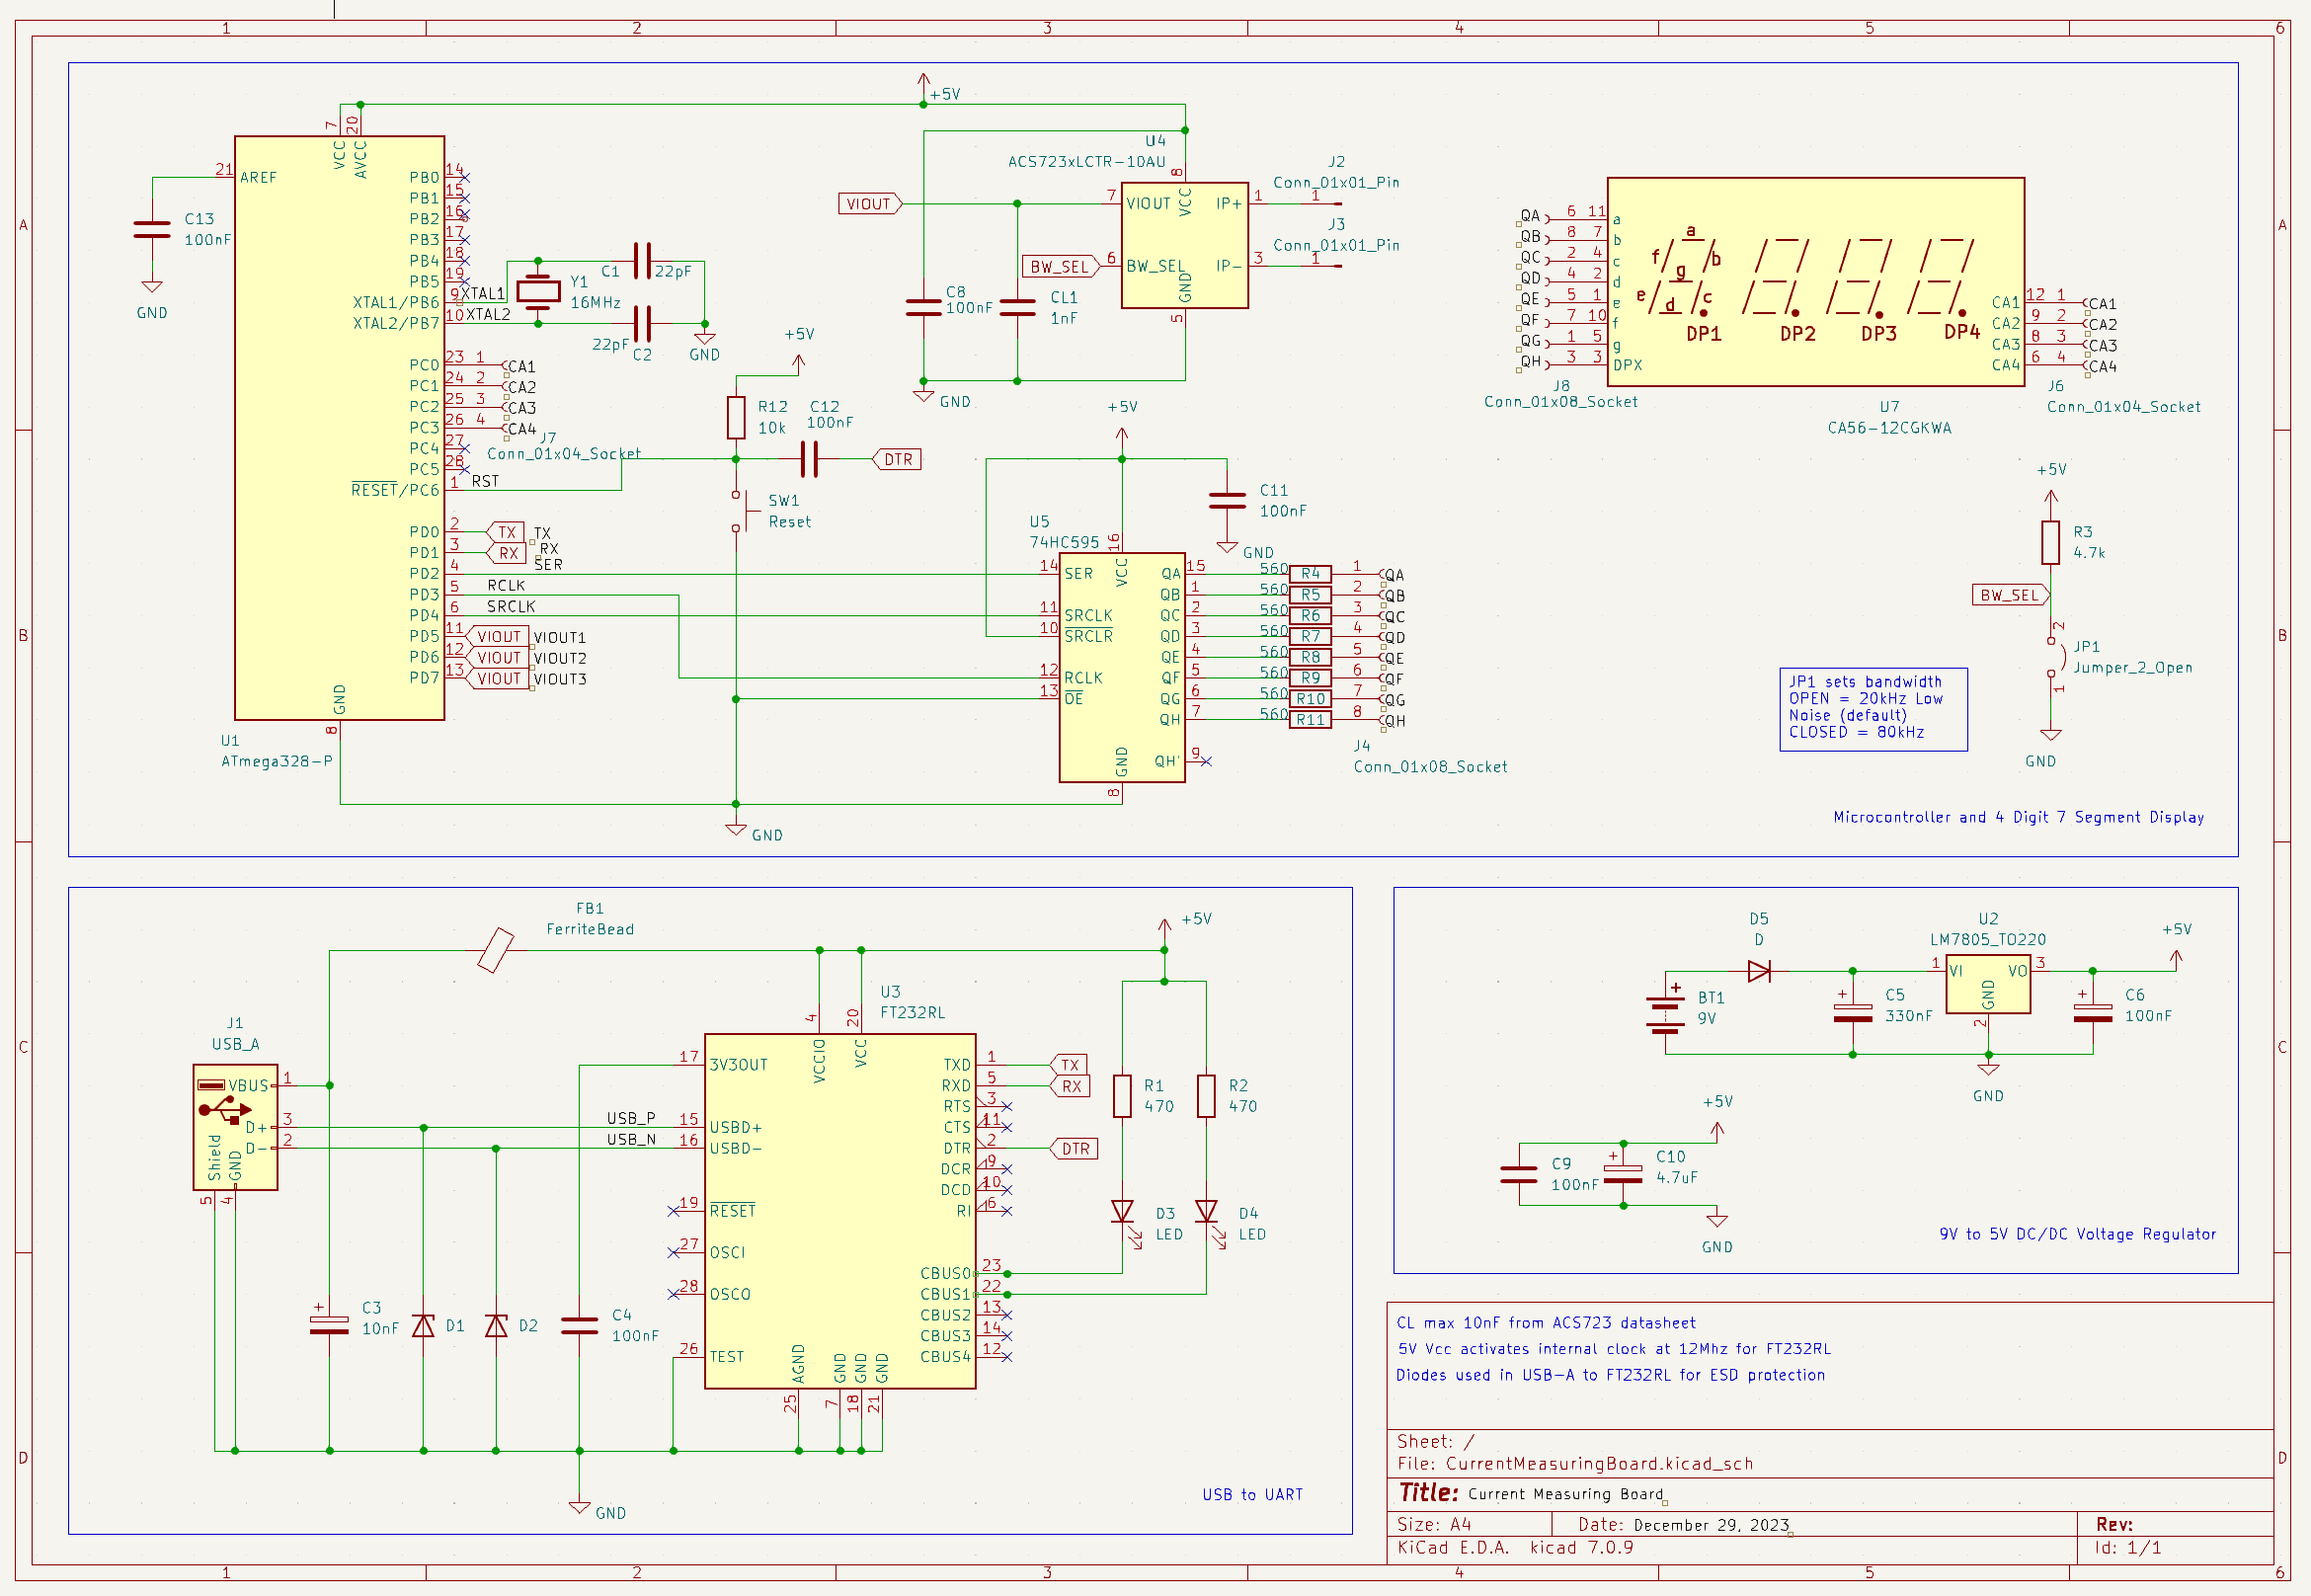 1 2 3 4 5 6
A
B
C
D
+5V
7 20
VCC AVCC
21 AREF
C13
100nF
GND
PB0 14
PB1 15
PB2 16
PB3 17
PB4 18
PB5 19
XTAL1/PB6 9 XTAL1
XTAL2/PB7 10 XTAL2
Y1
16MHz
C1 22pF
22pF
C2
GND
PC0 23 1 CA1
PC1 24 2 CA2
PC2 25 3 CA3
PC3 26 4 CA4
PC4 27
PC5 28
J7
Conn_01x04_Socket
RESET/PC6 1 RST
PD0 2 TX TX
PD1 3 RX RX
PD2 4 SER
PD3 5 RCLK
PD4 6 SRCLK
PD5 11 VIOUT VIOUT1
PD6 12 VIOUT VIOUT2
PD7 13 VIOUT VIOUT3
GND
8
U1
ATmega328-P
+5V
R12
10k
C12
100nF
DTR
SW1
Reset
GND
U4
ACS723xLCTR-10AU
8
VCC
VIOUT 7 VIOUT
BW_SEL 6 BW_SEL
IP+ 1 1
IP- 3 1
GND
5
J2
Conn_01x01_Pin
J3
Conn_01x01_Pin
C8
100nF
CL1
1nF
GND
+5V
C11
100nF
GND
U5
74HC595
16
VCC
14 SER
11 SRCLK
10 SRCLR
12 RCLK
13 OE
QA 15 560 R4 1 QA
QB 1 560 R5 2 QB
QC 2 560 R6 3 QC
QD 3 560 R7 4 QD
QE 4 560 R8 5 QE
QF 5 560 R9 6 QF
QG 6 560 R10 7 QG
QH 7 560 R11 8 QH
QH' 9
GND
8
J4
Conn_01x08_Socket
QA 6 11 a
QB 8 7 b
QC 2 4 c
QD 4 2 d
QE 5 1 e
QF 7 10 f
QG 1 5 g
QH 3 3 DPX
a
f b
g
e d c
DP1 DP2 DP3 DP4
CA1 12 1 CA1
CA2 9 2 CA2
CA3 8 3 CA3
CA4 6 4 CA4
J8
Conn_01x08_Socket
U7
CA56-12CGKWA
J6
Conn_01x04_Socket
+5V
R3
4.7k
BW_SEL
2
JP1
Jumper_2_Open
1
GND
JP1 sets bandwidth
OPEN = 20kHz Low
Noise (default)
CLOSED = 80kHz
Microcontroller and 4 Digit 7 Segment Display
FB1
FerriteBead
+5V
U3
FT232RL
J1
USB_A
VBUS 1
D+ 3
D- 2
Shield GND
5 4
4 20
VCCIO VCC
17 3V3OUT
USB_P 15 USBD+
USB_N 16 USBD-
19 RESET
27 OSCI
28 OSCO
26 TEST
TXD 1 TX
RXD 5 RX
RTS 3
CTS 11
DTR 2 DTR
DCR 9
DCD 10
RI 6
CBUS0 23
CBUS1 22
CBUS2 13
CBUS3 14
CBUS4 12
AGND GND GND GND
25 7 18 21
R1
470
R2
470
D3
LED
D4
LED
C3
10nF
D1
D2
C4
100nF
GND
USB to UART
D5
D
U2
LM7805_TO220
+5V
1 VI VO 3
GND
2
BT1
9V
C5
330nF
C6
100nF
GND
+5V
C9
100nF
C10
4.7uF
GND
9V to 5V DC/DC Voltage Regulator
CL max 10nF from ACS723 datasheet
5V Vcc activates internal clock at 12Mhz for FT232RL
Diodes used in USB-A to FT232RL for ESD protection
Sheet: /
File: CurrentMeasuringBoard.kicad_sch
Title: Current Measuring Board
Size: A4 Date: December 29, 2023 Rev:
KiCad E.D.A. kicad 7.0.9 Id: 1/1
A
B
C
D
1 2 3 4 5 6